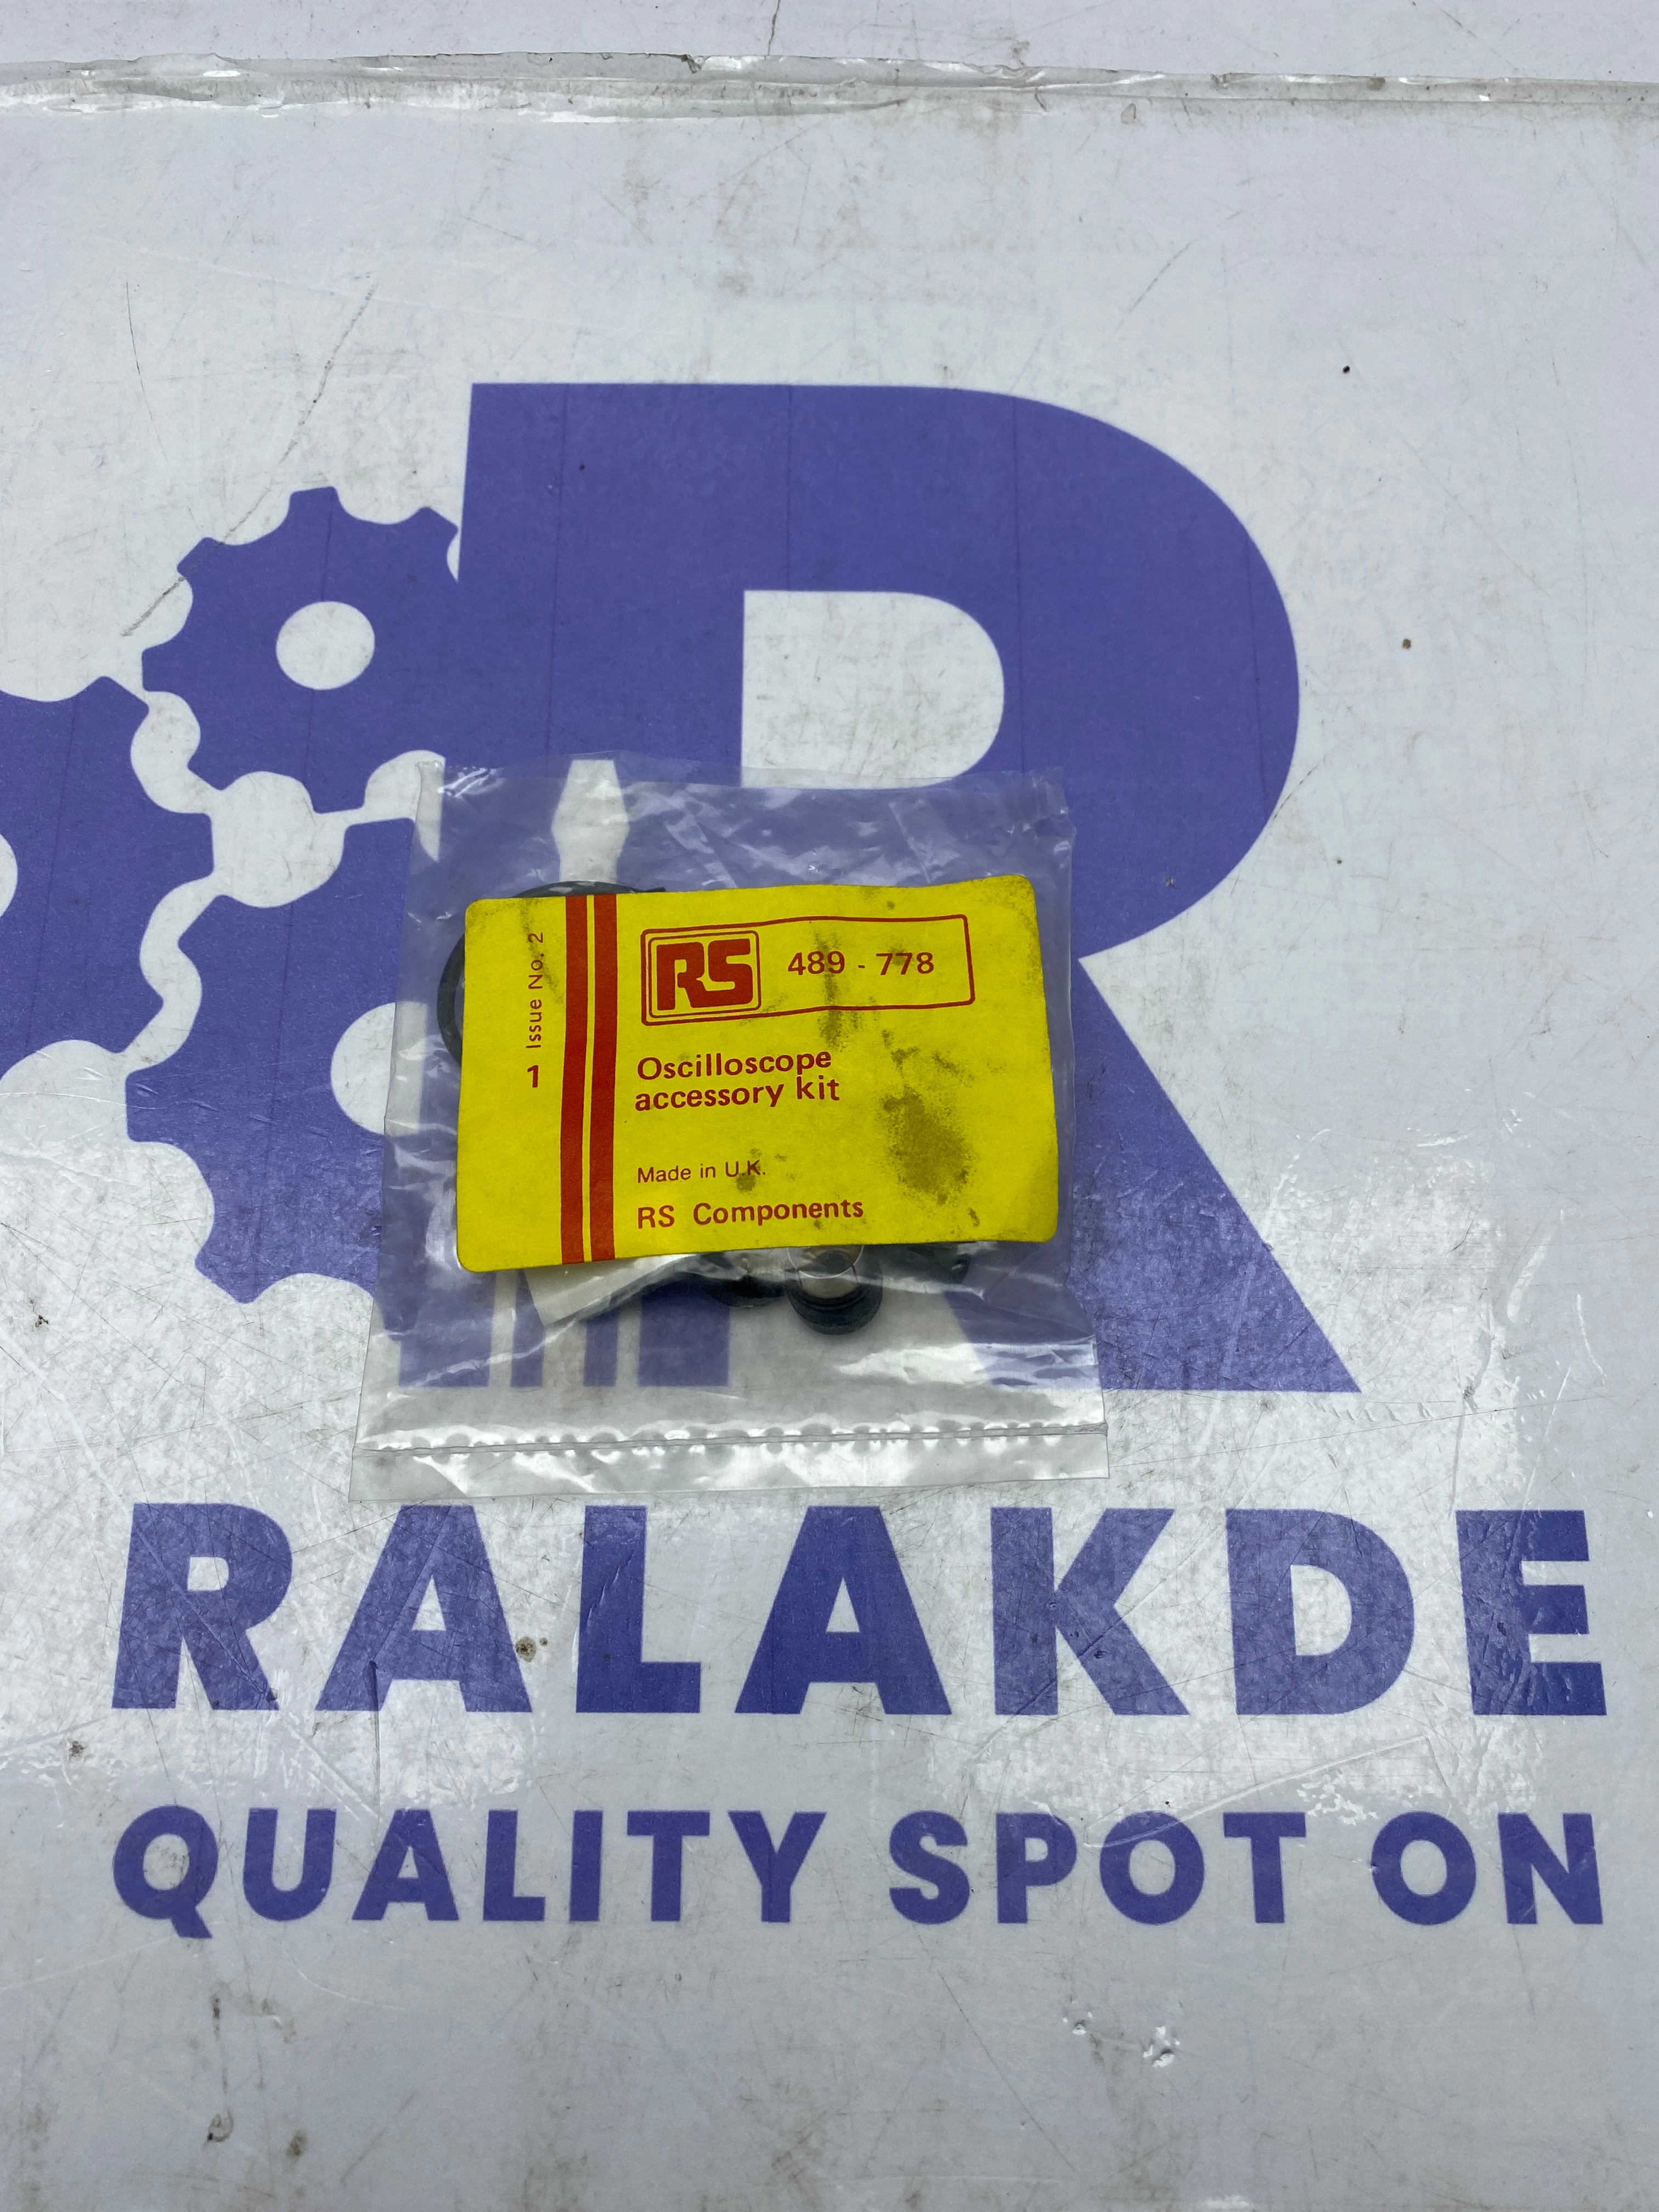 RS 489 - 778
Oscilloscope
accessory kit
Made in U.K.
RS Components
1 Issue No. 2
RALAKDE
QUALITY SPOT ON